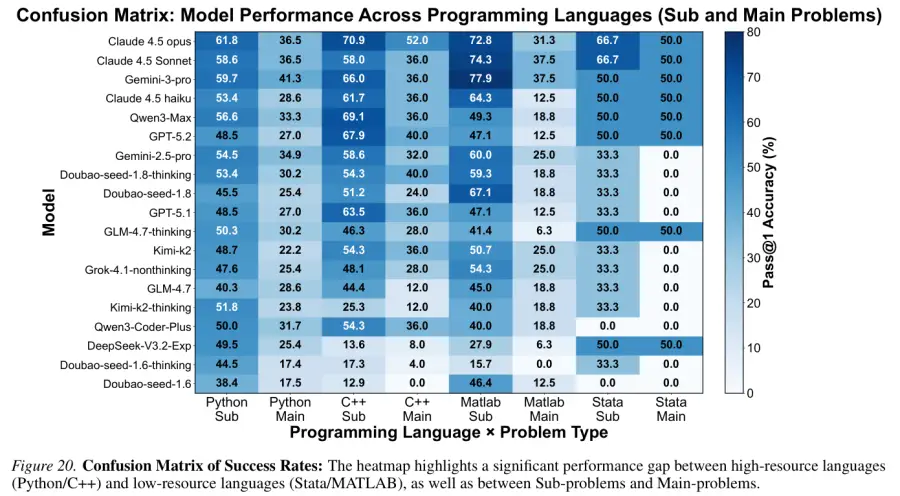 Confusion Matrix: Model Performance Across Programming Languages (Sub and Main Problems)
Claude 4.5 opus 61.8 36.5 70.9 52.0 72.8 31.3 66.7 50.0
Claude 4.5 Sonnet 58.6 36.5 58.0 36.0 74.3 37.5 66.7 50.0
Gemini-3-pro 59.7 41.3 66.0 36.0 77.9 37.5 50.0 50.0
Claude 4.5 haiku 53.4 28.6 61.7 36.0 64.3 12.5 50.0 50.0
Qwen3-Max 56.6 33.3 69.1 36.0 49.3 18.8 50.0 50.0
GPT-5.2 48.5 27.0 67.9 40.0 47.1 12.5 50.0 50.0
Gemini-2.5-pro 54.5 34.9 58.6 32.0 60.0 25.0 33.3 0.0
Doubao-seed-1.8-thinking 53.4 30.2 54.3 40.0 59.3 18.8 33.3 0.0
Doubao-seed-1.8 45.5 25.4 51.2 24.0 67.1 18.8 33.3 0.0
GPT-5.1 48.5 27.0 63.5 36.0 47.1 12.5 33.3 0.0
GLM-4.7-thinking 50.3 30.2 46.3 28.0 41.4 6.3 50.0 50.0
Kimi-k2 48.7 22.2 54.3 36.0 50.7 25.0 33.3 0.0
Grok-4.1-nonthinking 47.6 25.4 48.1 28.0 54.3 25.0 33.3 0.0
GLM-4.7 40.3 28.6 44.4 12.0 45.0 18.8 33.3 0.0
Kimi-k2-thinking 51.8 23.8 25.3 12.0 40.0 18.8 33.3 0.0
Qwen3-Coder-Plus 50.0 31.7 54.3 36.0 40.0 18.8 0.0 0.0
DeepSeek-V3.2-Exp 49.5 25.4 13.6 8.0 27.9 6.3 50.0 50.0
Doubao-seed-1.6-thinking 44.5 17.4 17.3 4.0 15.7 0.0 33.3 0.0
Doubao-seed-1.6 38.4 17.5 12.9 0.0 46.4 12.5 0.0 0.0
Model
Python Python C++ C++ Matlab Matlab Stata Stata
Sub Main Sub Main Sub Main Sub Main
Programming Language × Problem Type
80
70
60
50
40
30
20
10
0
Pass@1 Accuracy (%)
Figure 20. Confusion Matrix of Success Rates: The heatmap highlights a significant performance gap between high-resource languages
(Python/C++) and low-resource languages (Stata/MATLAB), as well as between Sub-problems and Main-problems.